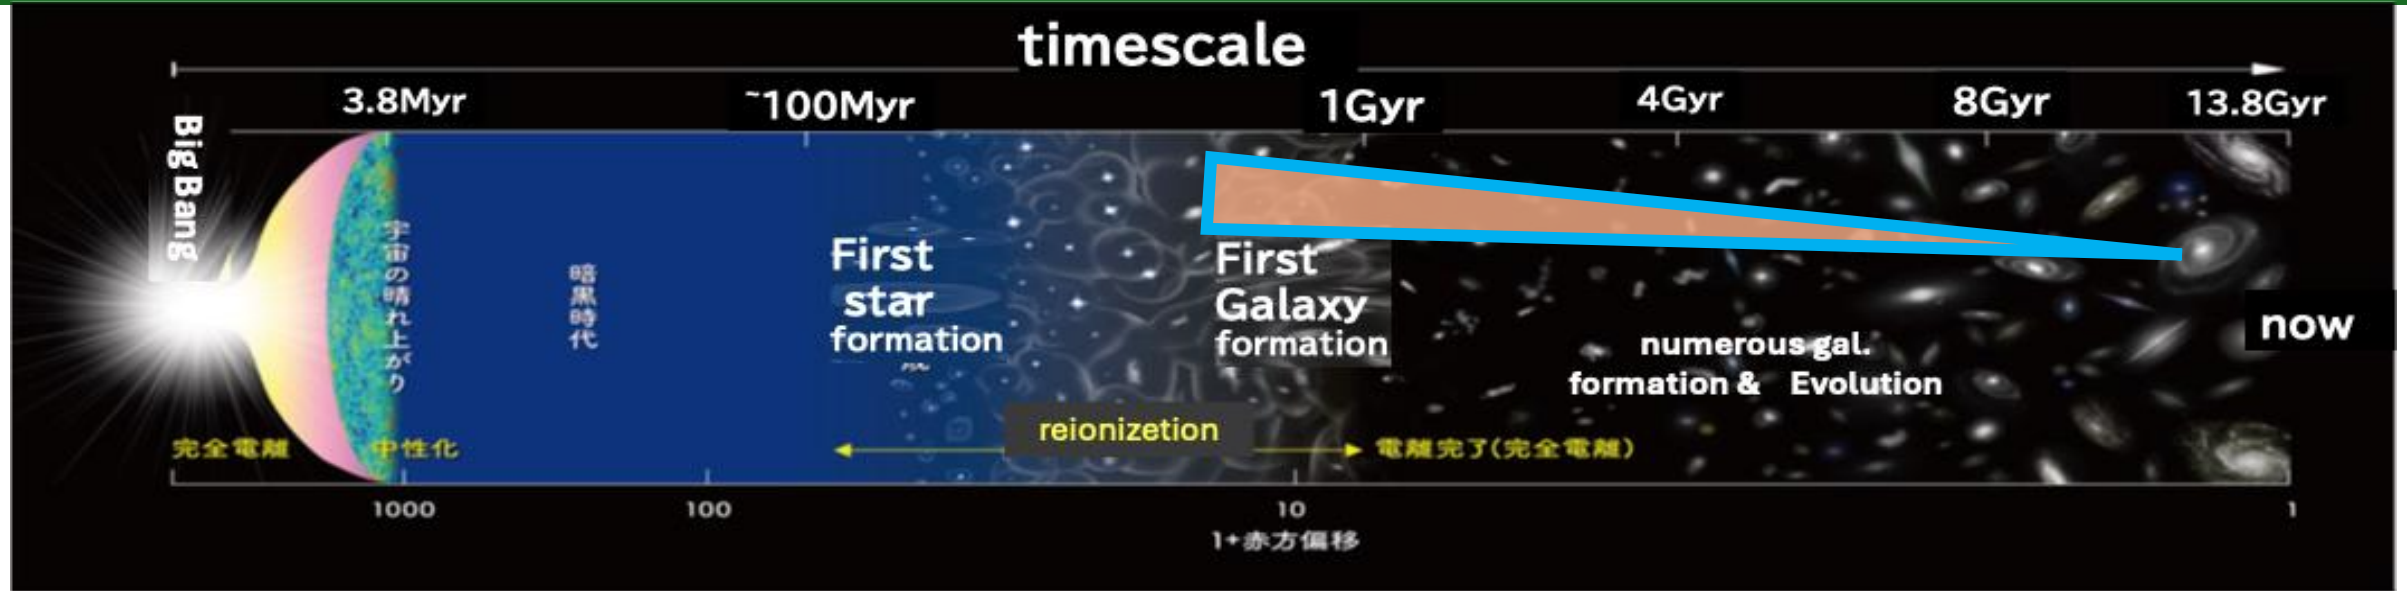 timescale
3.8Myr
~100Myr
1Gyr
4Gyr
8Gyr
13.8Gyr
Big Bang
宇宙の晴れ上がり
暗黒時代
First
star
formation
First
Galaxy
formation
numerous gal.
formation & Evolution
now
完全電離
中性化
reionizetion
電離完了(完全電離)
1000
100
10
1
1+赤方偏移